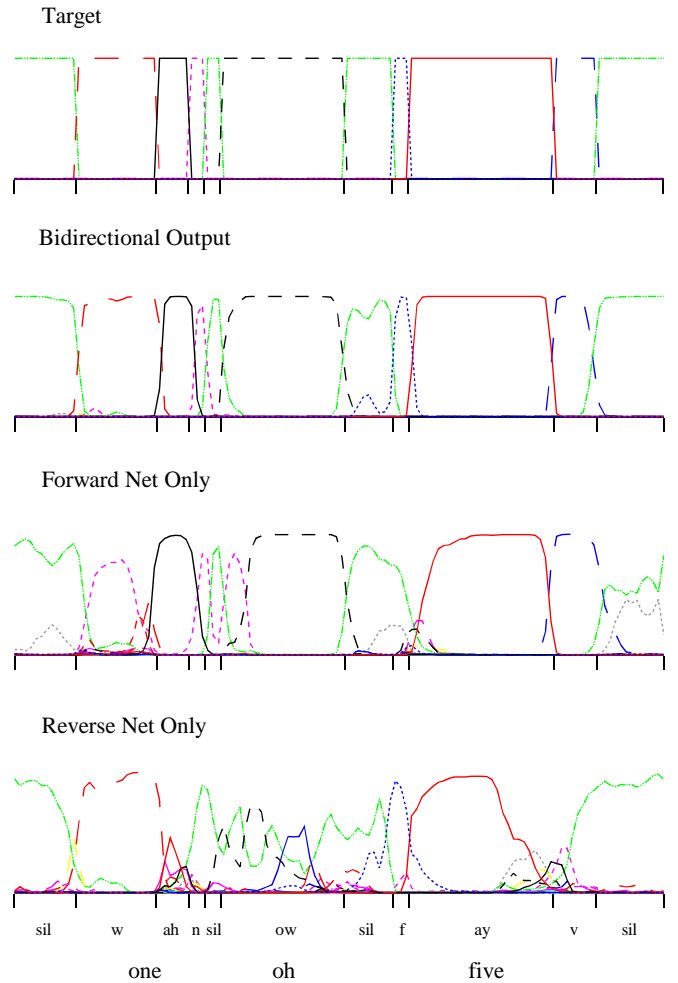 Target
Bidirectional Output
Forward Net Only
Reverse Net Only
sil w ah n sil ow sil f ay v sil
one oh five